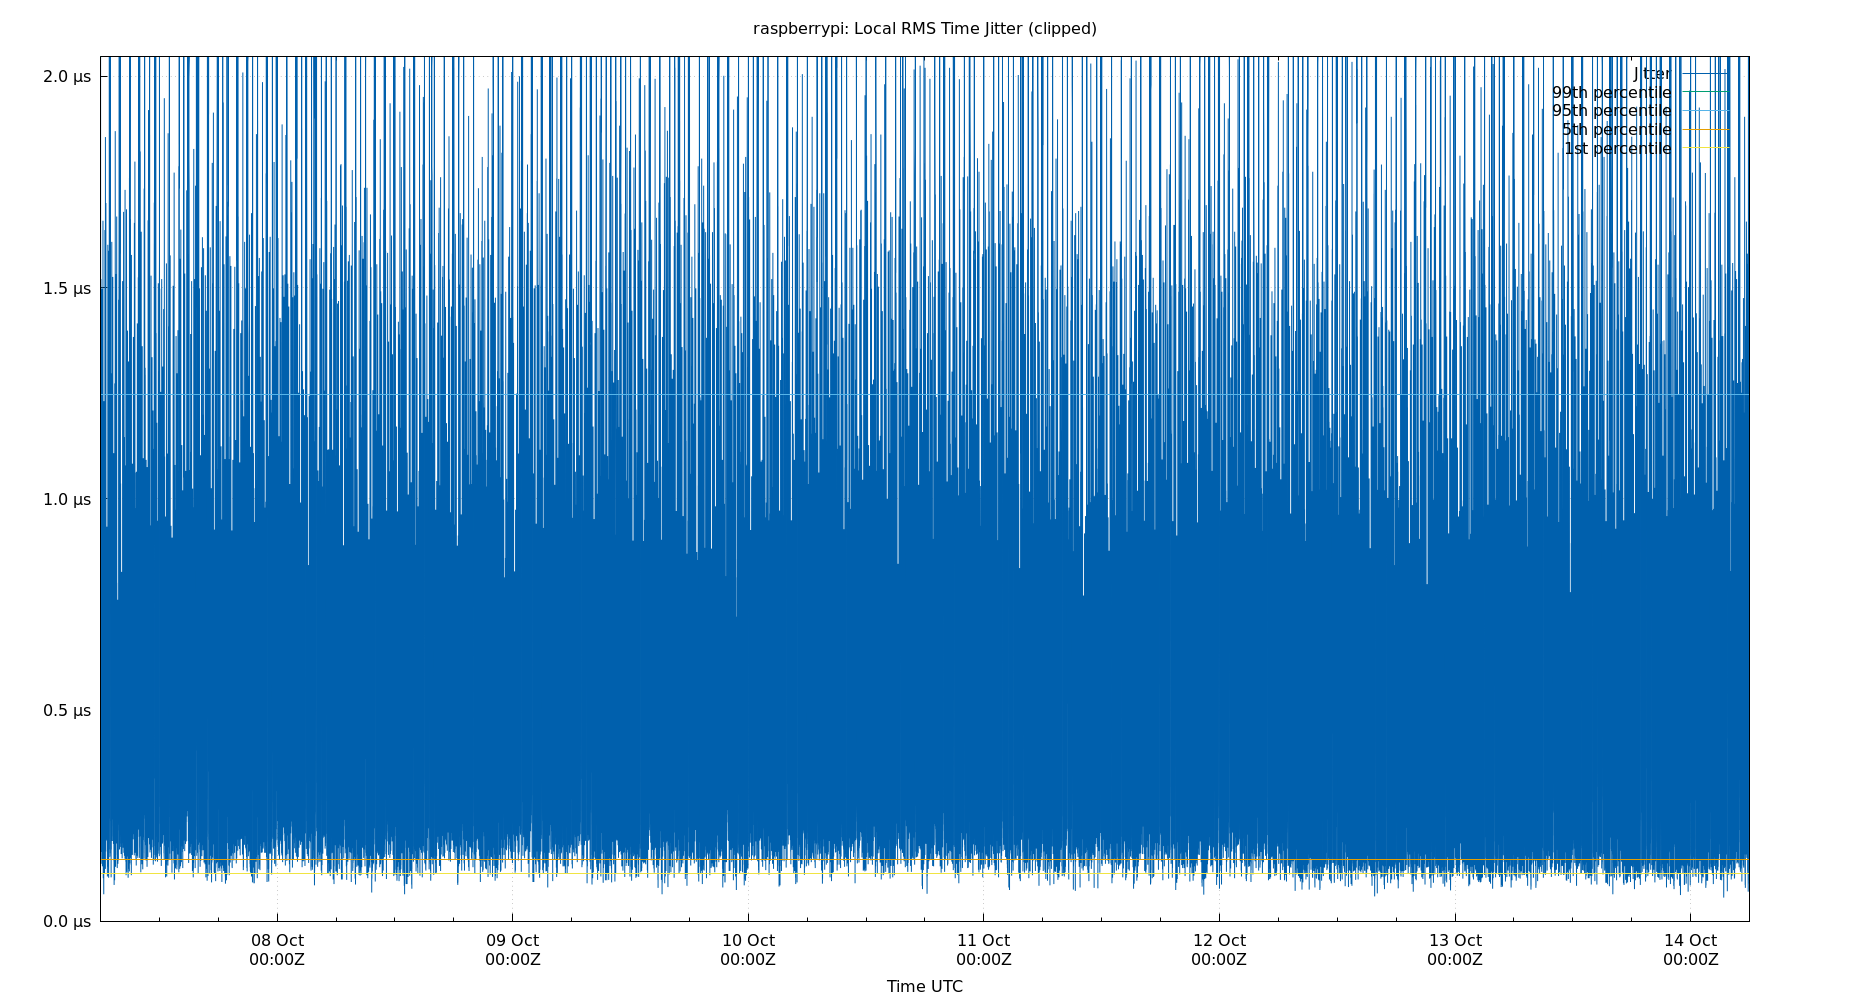 raspberrypi: Local RMS Time Jitter (clipped)
2.0 μs
1.5 μs
1.0 μs
0.5 μs
0.0 μs
Jitter
99th percentile
95th percentile
5th percentile
1st percentile
08 Oct
00:00Z
09 Oct
00:00Z
10 Oct
00:00Z
11 Oct
00:00Z
12 Oct
00:00Z
13 Oct
00:00Z
14 Oct
00:00Z
Time UTC